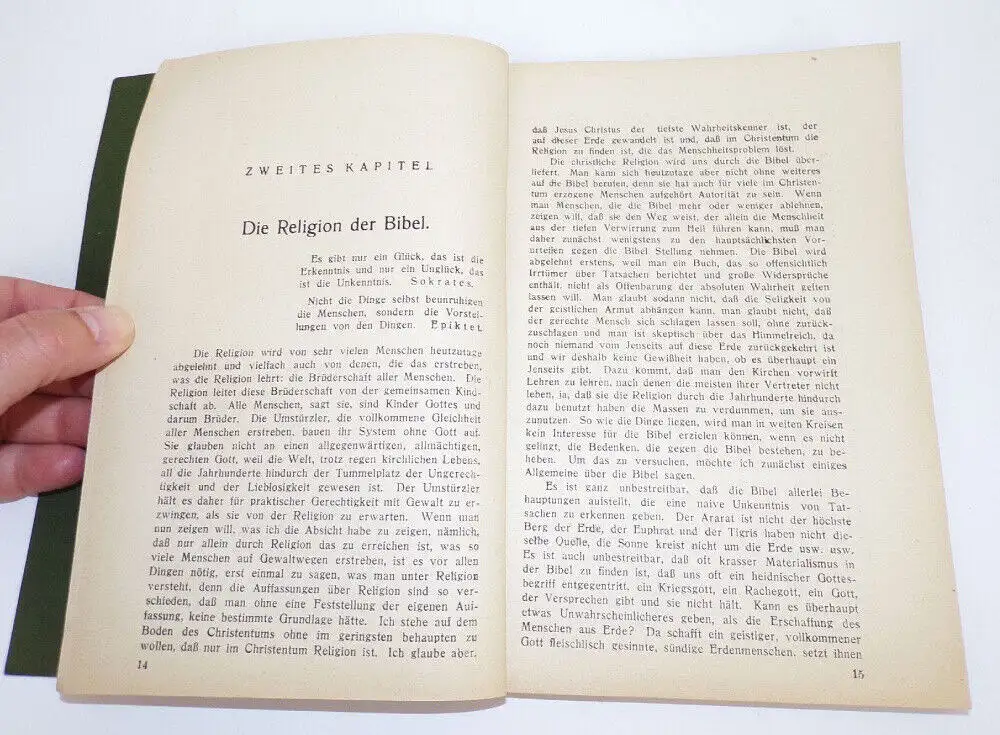 ZWEITES KAPITEL
Die Religion der Bibel.
Es gibt nur ein Glück, das ist die
Erkenntnis und nur ein Unglück, das
ist die Unkenntnis. Sokrates.
Nicht die Dinge selbst beunruhigen
die Menschen, sondern die Vorstel-
lungen von den Dingen. Epiktet.
Die Religion wird von sehr vielen Menschen heutzutage
abgelehnt und vielfach auch von denen, die das erstreben,
was die Religion lehrt: die Brüderschaft aller Menschen. Die
Religion leitet diese Brüderschaft von der gemeinsamen Kind-
schaft ab. Alle Menschen, sagt sie, sind Kinder Gottes und
darum Brüder. Die Umstürzler, die vollkommene Gleichheit
aller Menschen erstreben, bauen ihr System ohne Gott auf.
Sie glauben nicht an einen allgegenwärtigen, allmächtigen,
gerechten Gott, weil die Welt, trotz regen kirchlichen Lebens,
all die Jahrhunderte hindurch der Tummelplatz der Ungerech-
tigkeit und der Lieblosigkeit gewesen ist. Der Umstürzler
hält es daher für praktischer Gerechtigkeit mit Gewalt zu er-
zwingen, als sie von der Religion zu erwarten. Wenn man
nun zeigen will, was ich die Absicht habe zu zeigen, nämlich,
daß nur allein durch Religion das zu erreichen ist, was so
viele Menschen auf Gewaltwegen erstreben, ist es vor allen
Dingen nötig, erst einmal zu sagen, was man unter Religion
versteht, denn die Auffassungen über Religion sind so ver-
schieden, daß man ohne eine Feststellung der eigenen Auf-
fassung, keine bestimmte Grundlage hätte. Ich stehe auf dem
Boden des Christentums ohne im geringsten behaupten zu
wollen, daß nur im Christentum Religion ist. Ich glaube aber,
14
daß Jesus Christus der tiefste Wahrheitskenner ist, der
auf dieser Erde gewandelt ist und, daß im Christentum die
Religion zu finden ist, die das Menschheitsproblem löst.
Die christliche Religion wird uns durch die Bibel über-
liefert. Man kann sich heutzutage aber nicht ohne weiteres
auf die Bibel berufen, denn sie hat auch für viele im Christen-
tum erzogene Menschen aufgehört Autorität zu sein. Wenn
man Menschen, die die Bibel mehr oder weniger ablehnen,
zeigen will, daß sie den Weg weist, der allein die Menschheit
aus der tiefen Verwirrung zum Heil führen kann, muß man
daher zunächst wenigstens zu den hauptsächlichsten Vor-
urteilen gegen die Bibel Stellung nehmen. Die Bibel wird
abgelehnt erstens, weil man ein Buch, das so offensichtlich
Irrtümer über Tatsachen berichtet und große Widersprüche
enthält, nicht als Offenbarung der absoluten Wahrheit gelten
lassen will. Man glaubt sodann nicht, daß die Seligkeit von
der geistlichen Armut abhängen kann, man glaubt nicht, daß
der gerechte Mensch sich schlagen lassen soll, ohne zurück-
zuschlagen und man ist skeptisch über das Himmelreich, da
noch niemand vom Jenseits auf diese Erde zurückgekehrt ist
und wir deshalb keine Gewißheit haben, ob es überhaupt ein
Jenseits gibt. Dazu kommt, daß man den Kirchen vorwirft
Lehren zu lehren, nach denen die meisten ihrer Vertreter nicht
leben, ja, daß sie die Religion durch die Jahrhunderte hindurch
dazu benutzt haben die Massen zu verdummen, um sie aus-
zunutzen. So wie die Dinge liegen, wird man in weiten Kreisen
kein Interesse für die Bibel erzielen können, wenn es nicht
gelingt, die Bedenken, die gegen die Bibel bestehen, zu be-
heben. Um das zu versuchen, möchte ich zunächst einiges
Allgemeine über die Bibel sagen.
Es ist ganz unbestreitbar, daß die Bibel allerlei Be-
hauptungen aufstellt, die eine naive Unkenntnis von Tat-
sachen zu erkennen geben. Der Ararat ist nicht der höchste
Berg der Erde, der Euphrat und der Tigris haben nicht die-
selbe Quelle, die Sonne kreist nicht um die Erde usw. usw.
Es ist auch unbestreitbar, daß oft krasser Materialismus in
der Bibel zu finden ist, daß uns oft ein heidnischer Gottes-
begriff entgegentritt, ein Kriegsgott, ein Rachegott, ein Gott,
der Versprechen gibt und sie nicht hält. Kann es überhaupt
etwas Unwahrscheinlicheres geben, als die Erschaffung des
Menschen aus Erde? Da schafft ein geistiger, vollkommener
Gott fleischlisch gesinnte, sündige Erdenmenschen, setzt ihnen
15